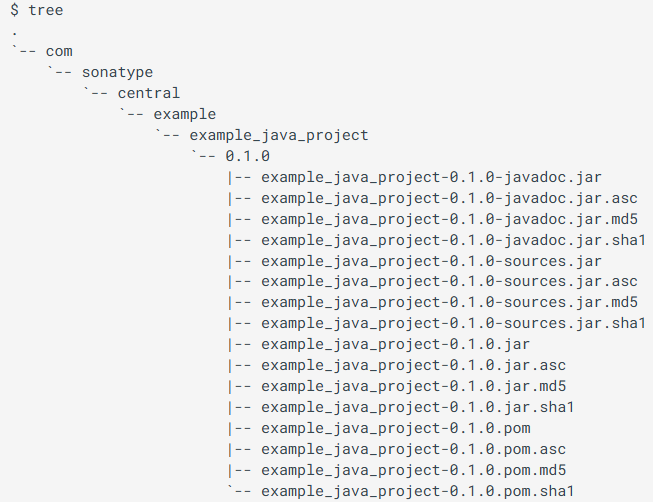 $ tree
.
`-- com
    `-- sonatype
        `-- central
            `-- example
                `-- example_java_project
                    `-- 0.1.0
                        |-- example_java_project-0.1.0-javadoc.jar
                        |-- example_java_project-0.1.0-javadoc.jar.asc
                        |-- example_java_project-0.1.0-javadoc.jar.md5
                        |-- example_java_project-0.1.0-javadoc.jar.sha1
                        |-- example_java_project-0.1.0-sources.jar
                        |-- example_java_project-0.1.0-sources.jar.asc
                        |-- example_java_project-0.1.0-sources.jar.md5
                        |-- example_java_project-0.1.0-sources.jar.sha1
                        |-- example_java_project-0.1.0.jar
                        |-- example_java_project-0.1.0.jar.asc
                        |-- example_java_project-0.1.0.jar.md5
                        |-- example_java_project-0.1.0.jar.sha1
                        |-- example_java_project-0.1.0.pom
                        |-- example_java_project-0.1.0.pom.asc
                        |-- example_java_project-0.1.0.pom.md5
                        `-- example_java_project-0.1.0.pom.sha1